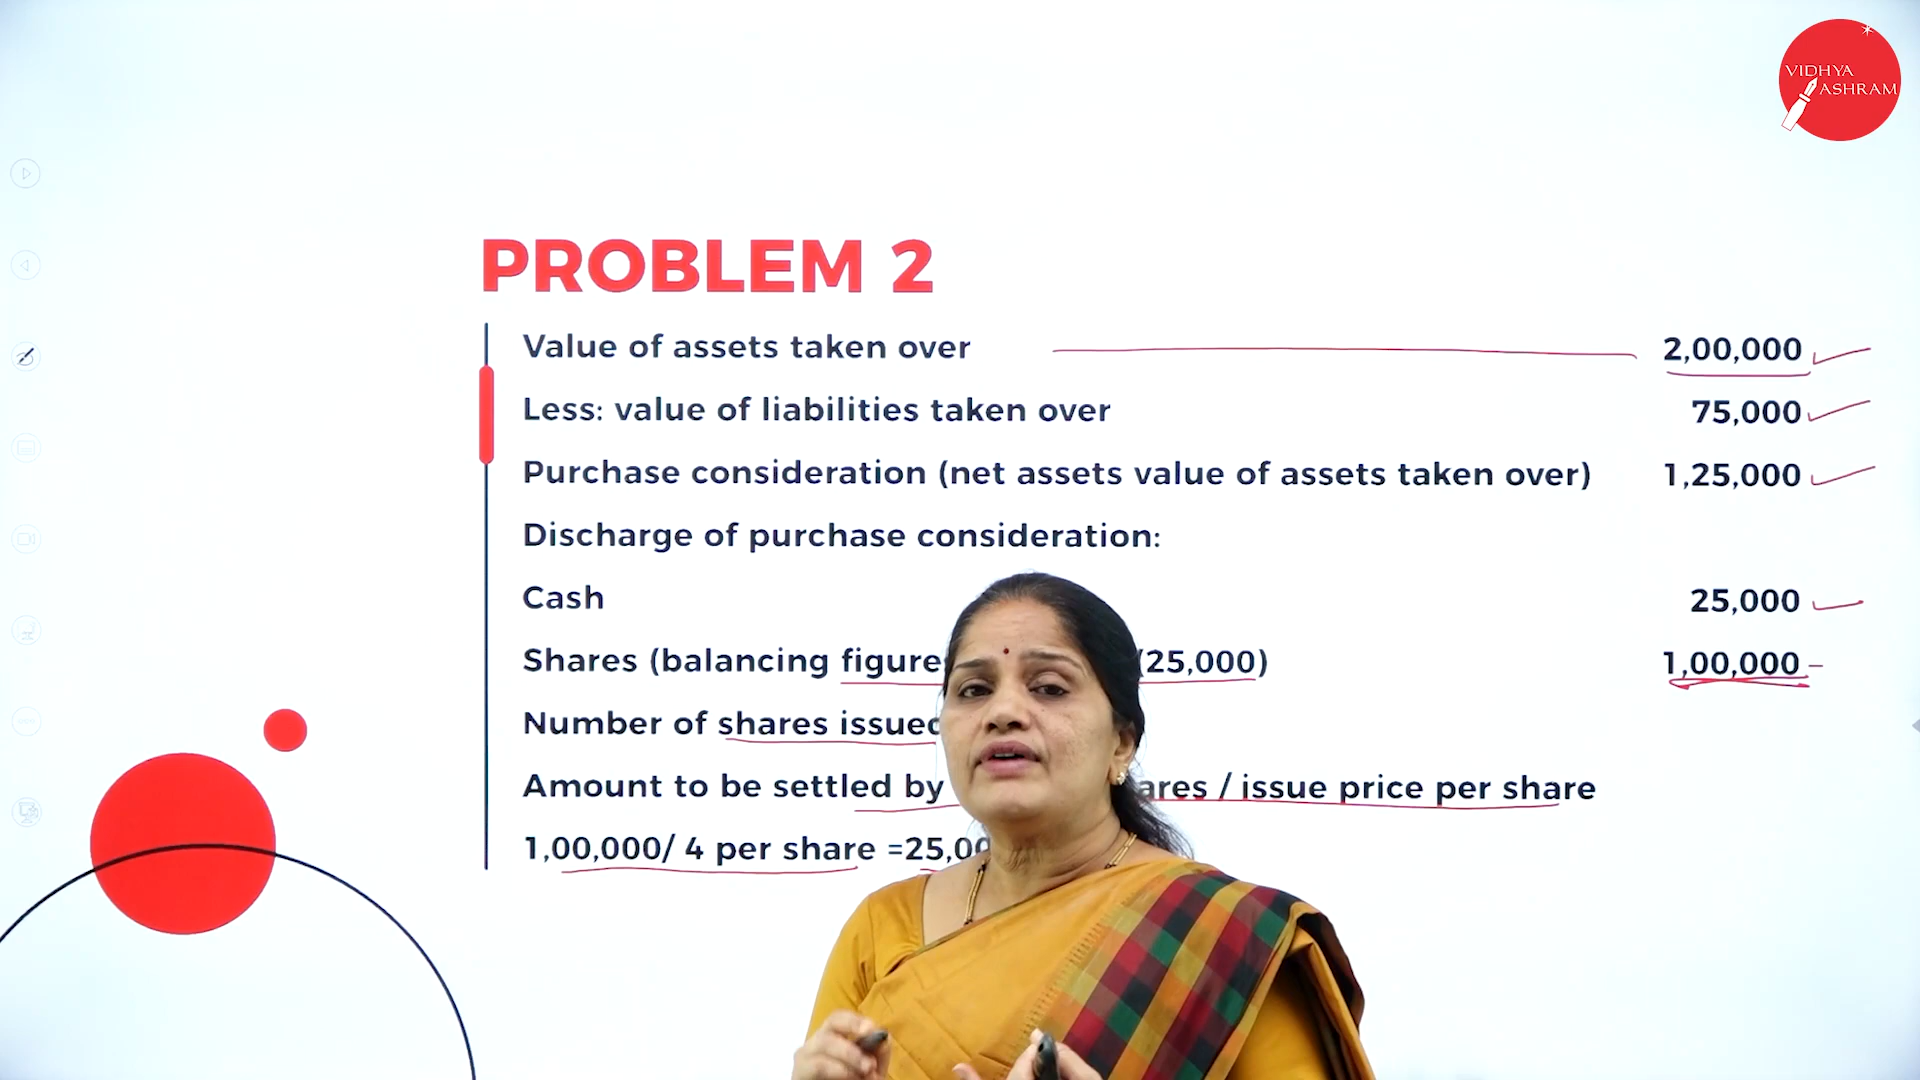 VIDHYA
ASHRAM
PROBLEM 2
Value of assets taken over 2,00,000
Less: value of liabilities taken over 75,000
Purchase consideration (net assets value of assets taken over) 1,25,000
Discharge of purchase consideration:
Cash 25,000
Shares (balancing figure (25,000) 1,00,000
Number of shares issued
Amount to be settled by / issue price per share
1,00,000/ 4 per share =25,00